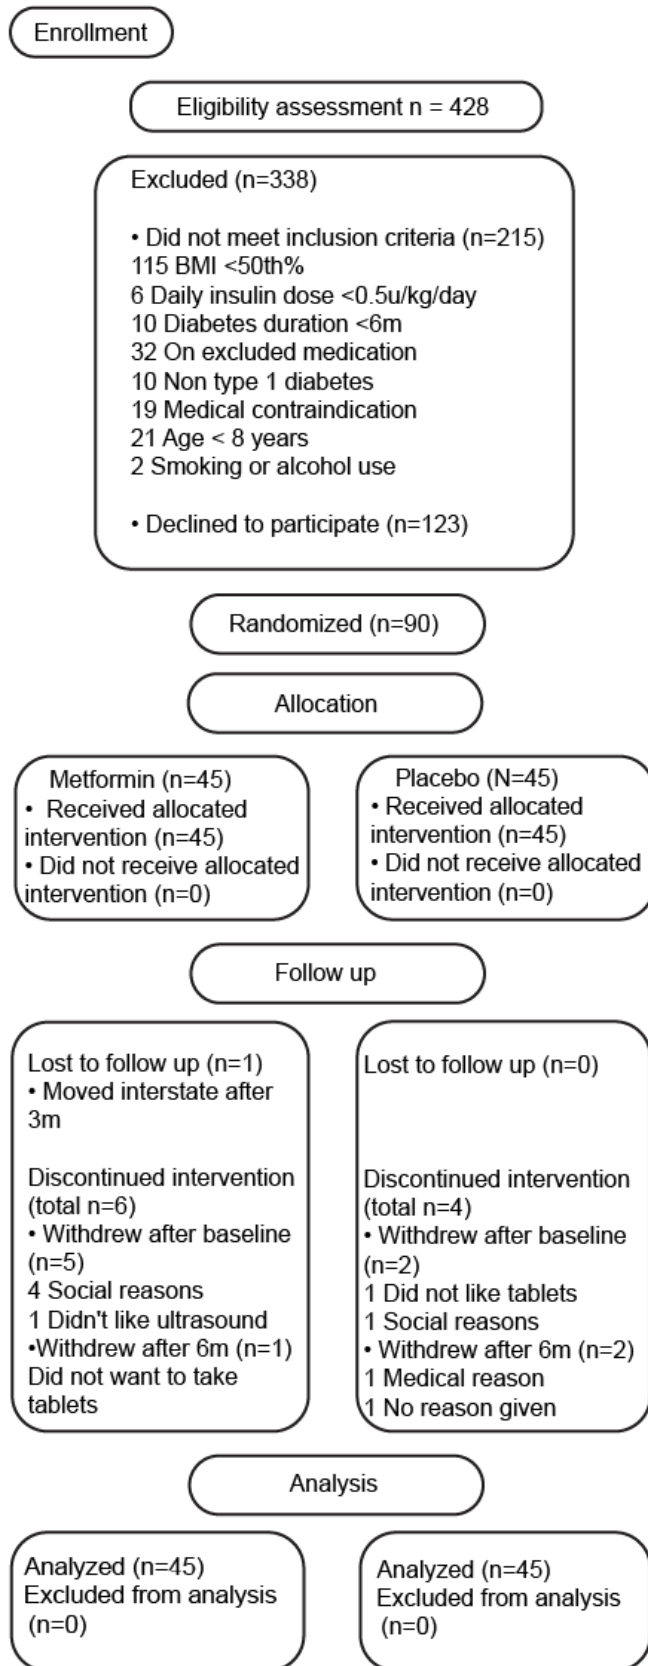 Enrollment
Eligibility assessment n = 428
Excluded (n=338)
• Did not meet inclusion criteria (n=215)
115 BMI <50th%
6 Daily insulin dose <0.5u/kg/day
10 Diabetes duration <6m
32 On excluded medication
10 Non type 1 diabetes
19 Medical contraindication
21 Age < 8 years
2 Smoking or alcohol use
• Declined to participate (n=123)
Randomized (n=90)
Allocation
Metformin (n=45)
• Received allocated
intervention (n=45)
• Did not receive allocated
intervention (n=0)
Placebo (N=45)
• Received allocated
intervention (n=45)
• Did not receive allocated
intervention (n=0)
Follow up
Lost to follow up (n=1)
• Moved interstate after
3m
Discontinued intervention
(total n=6)
• Withdrew after baseline
(n=5)
4 Social reasons
1 Didn't like ultrasound
•Withdrew after 6m (n=1)
Did not want to take
tablets
Lost to follow up (n=0)
Discontinued intervention
(total n=4)
• Withdrew after baseline
(n=2)
1 Did not like tablets
1 Social reasons
• Withdrew after 6m (n=2)
1 Medical reason
1 No reason given
Analysis
Analyzed (n=45)
Excluded from analysis
(n=0)
Analyzed (n=45)
Excluded from analysis
(n=0)